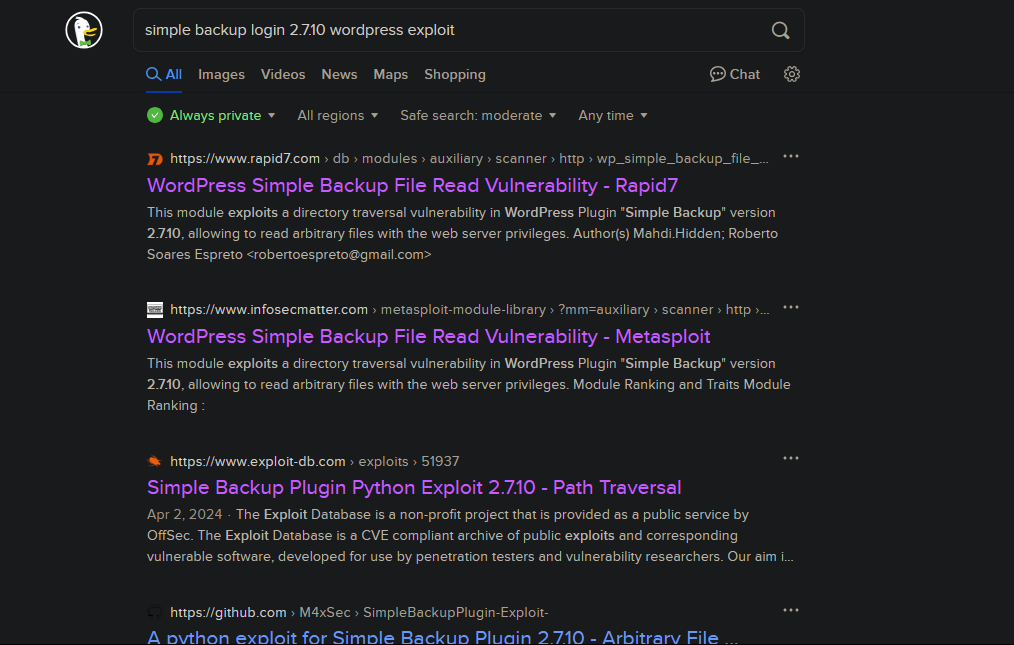 simple backup login 2.7.10 wordpress exploit
All Images Videos News Maps Shopping Chat
Always private All regions Safe search: moderate Any time
https://www.rapid7.com › db › modules › auxiliary › scanner › http › wp_simple_backup_file_...
WordPress Simple Backup File Read Vulnerability - Rapid7
This module exploits a directory traversal vulnerability in WordPress Plugin "Simple Backup" version
2.7.10, allowing to read arbitrary files with the web server privileges. Author(s) Mahdi.Hidden; Roberto
Soares Espreto <robertoespreto@gmail.com>
https://www.infosecmatter.com › metasploit-module-library › ?mm=auxiliary › scanner › http ›...
WordPress Simple Backup File Read Vulnerability - Metasploit
This module exploits a directory traversal vulnerability in WordPress Plugin "Simple Backup" version
2.7.10, allowing to read arbitrary files with the web server privileges. Module Ranking and Traits Module
Ranking :
https://www.exploit-db.com › exploits › 51937
Simple Backup Plugin Python Exploit 2.7.10 - Path Traversal
Apr 2, 2024 · The Exploit Database is a non-profit project that is provided as a public service by
OffSec. The Exploit Database is a CVE compliant archive of public exploits and corresponding
vulnerable software, developed for use by penetration testers and vulnerability researchers. Our aim i...
https://github.com › M4xSec › SimpleBackupPlugin-Exploit-
A python exploit for Simple Backup Plugin 2.710 - Arbitrary File ...